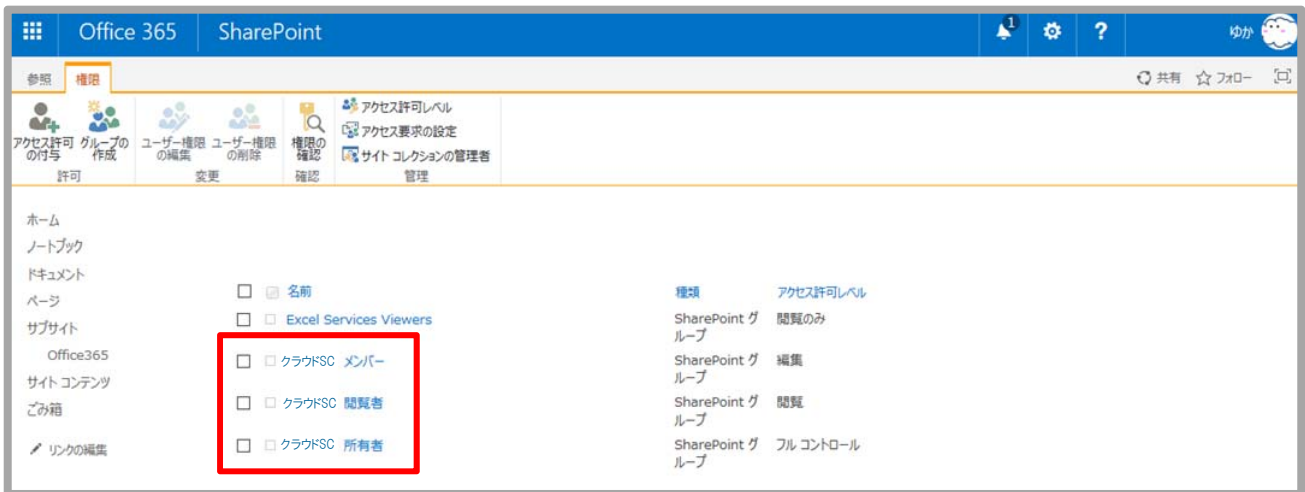 Office 365 SharePoint 1 ? ゆか
参照 権限 共有 フォロー
アクセス許可の付与 グループの作成 ユーザー権限の編集 ユーザー権限の削除 権限の確認
アクセス許可レベル
アクセス要求の設定
サイト コレクションの管理者
許可 変更 確認 管理
ホーム
ノートブック
ドキュメント
ページ
サブサイト
Office365
サイト コンテンツ
ごみ箱
リンクの編集
名前 種類 アクセス許可レベル
Excel Services Viewers SharePoint グループ 閲覧のみ
クラウドSC メンバー SharePoint グループ 編集
クラウドSC 閲覧者 SharePoint グループ 閲覧
クラウドSC 所有者 SharePoint グループ フル コントロール